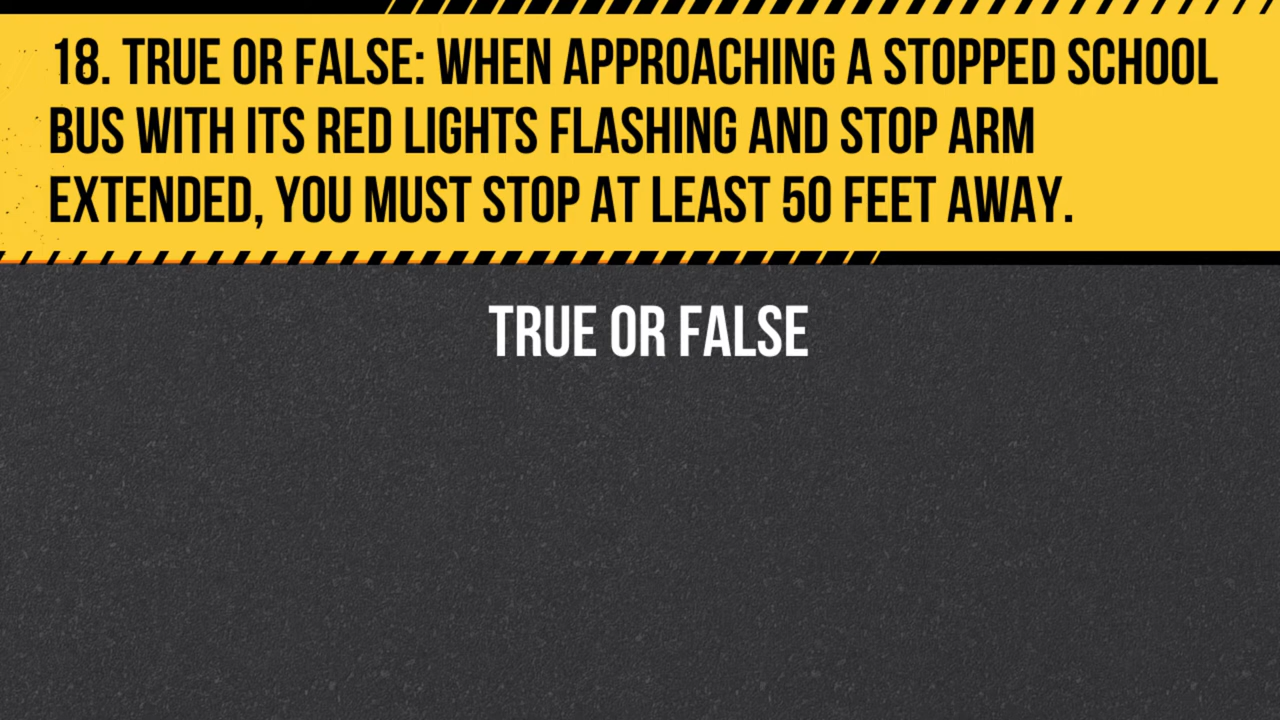 18. TRUE OR FALSE: WHEN APPROACHING A STOPPED SCHOOL
BUS WITH ITS RED LIGHTS FLASHING AND STOP ARM
EXTENDED, YOU MUST STOP AT LEAST 50 FEET AWAY.
TRUE OR FALSE